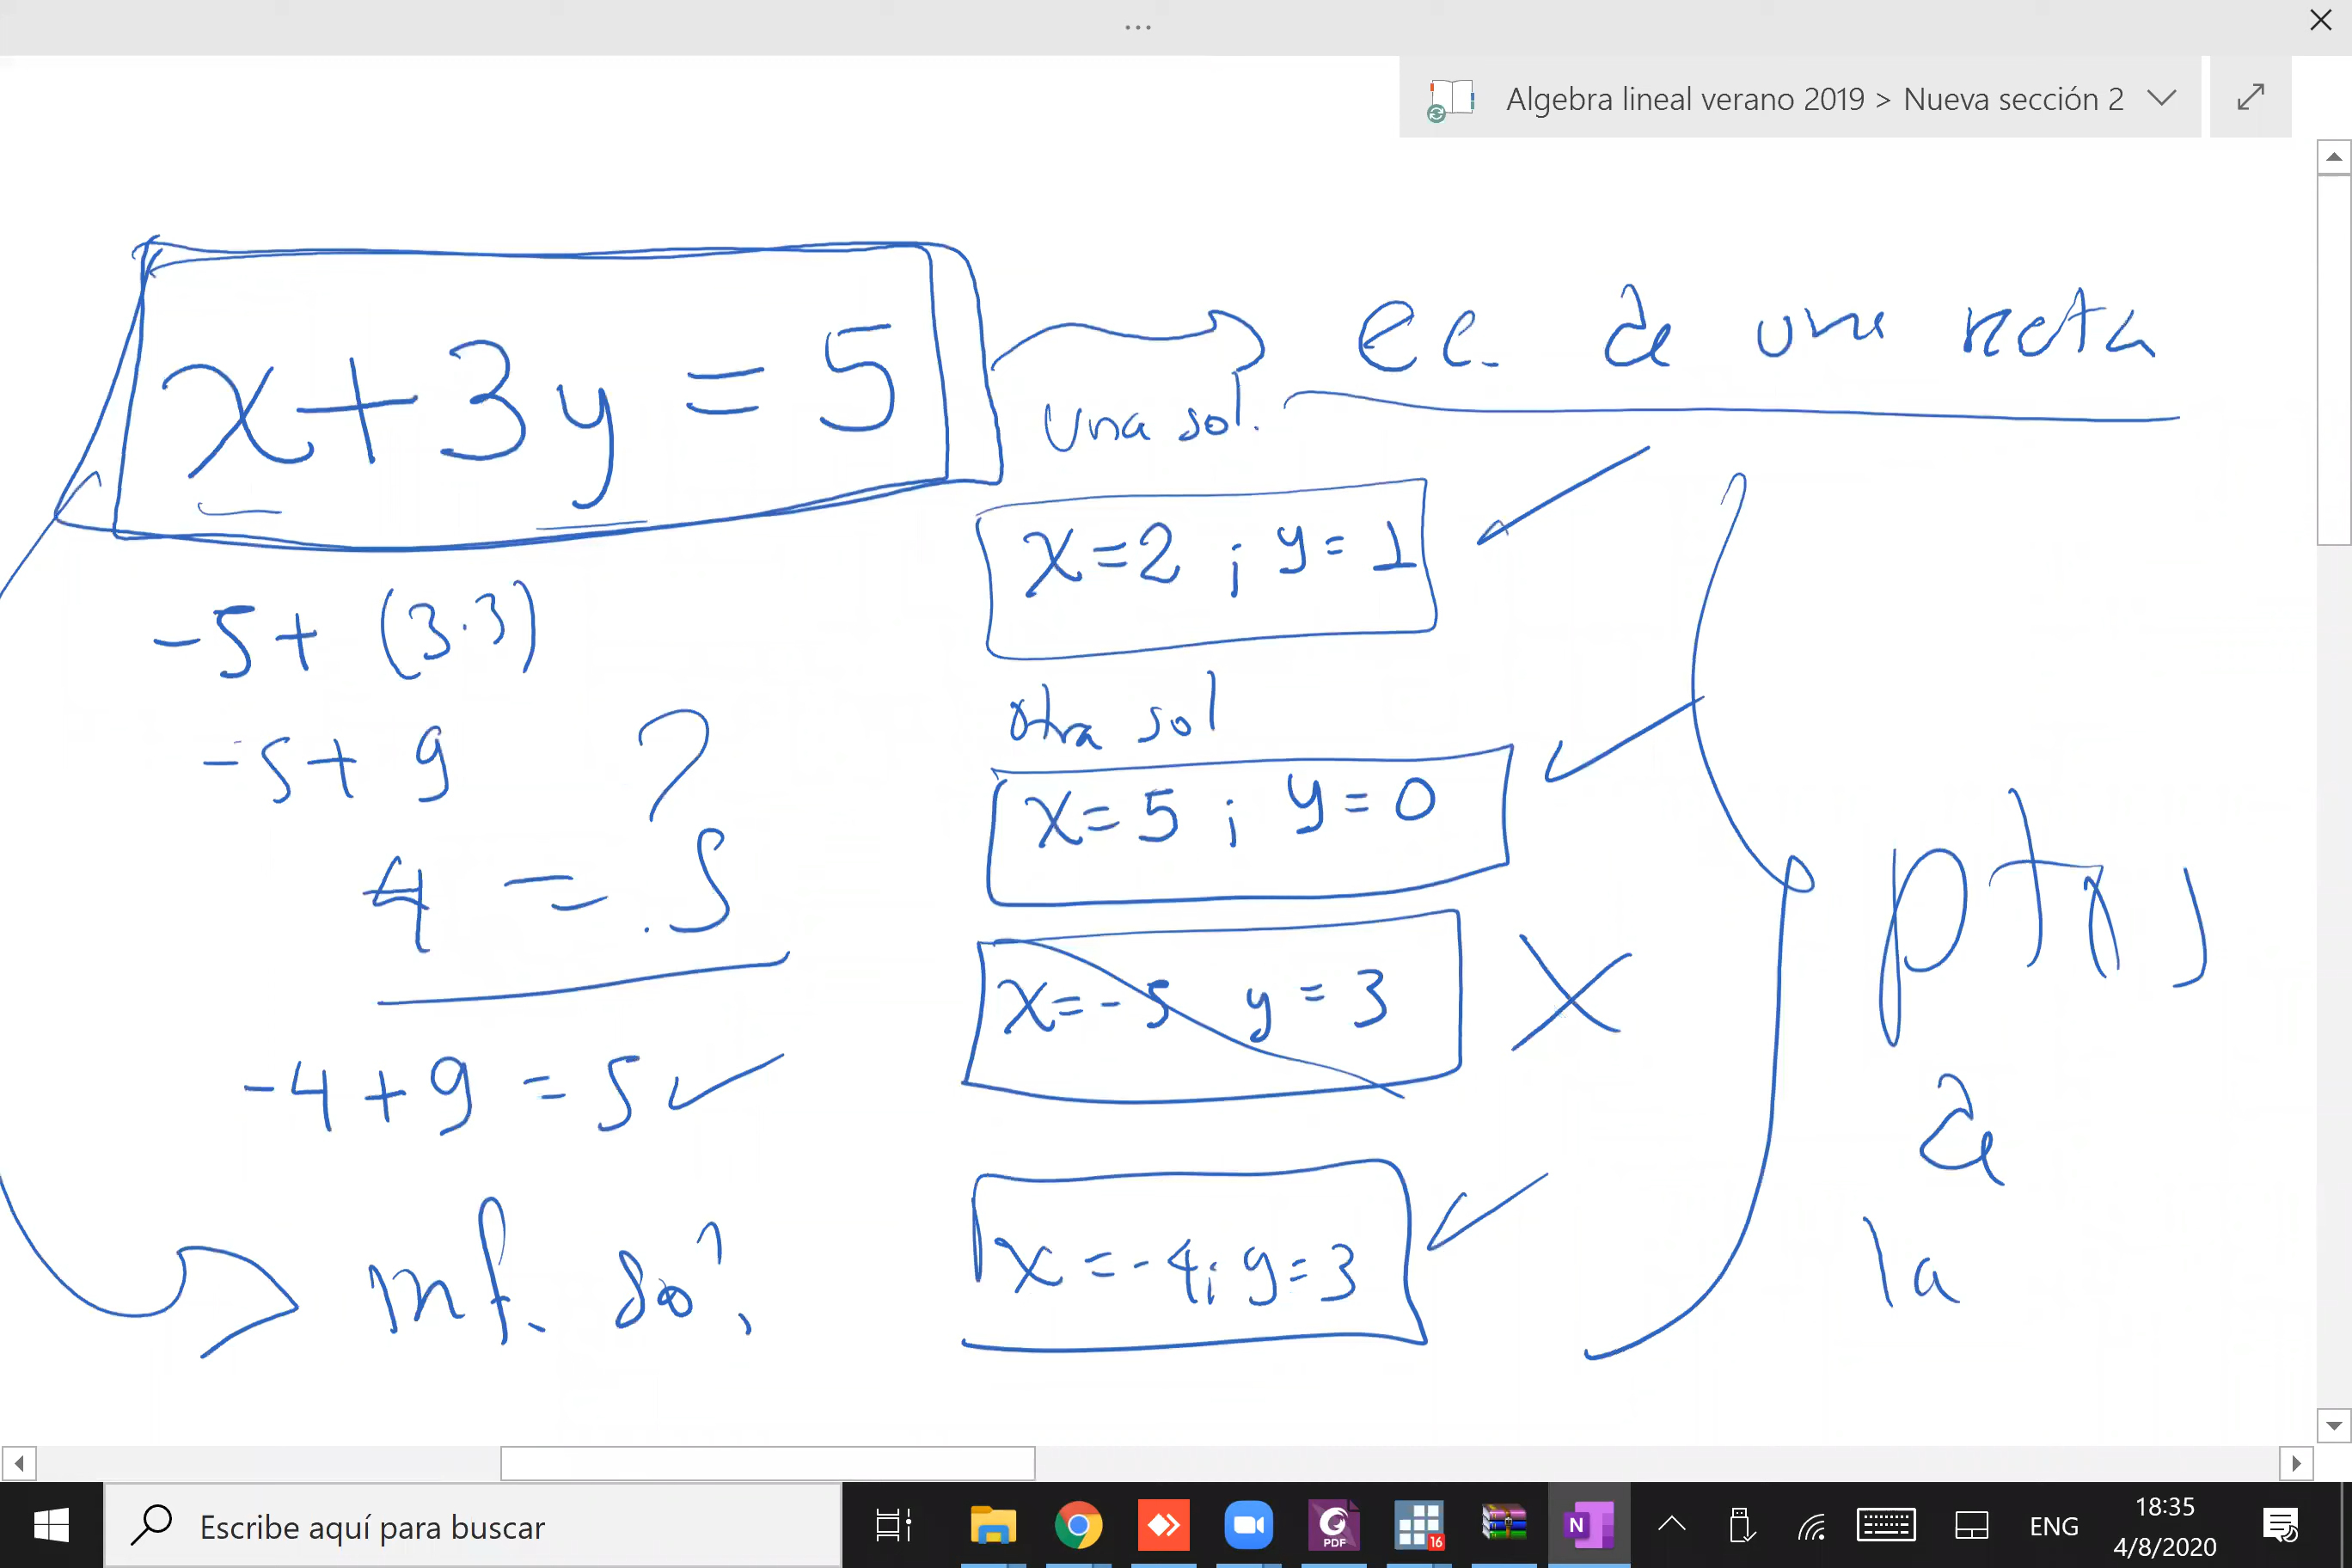 ...
Algebra lineal verano 2019 > Nueva sección 2
x+3y = 5
ec. de una recta
una sol.
x=2 ; y=1
-5+ (3.3)
otra sol
-5+ 9
?
x=5 ; y=0
4 = 5
x=-5 y=3
X
ptos
de
la
-4+9 =5
inf. sol
x=-4; y=3
Escribe aquí para buscar
PDF
16
N
ENG
18:35
4/8/2020